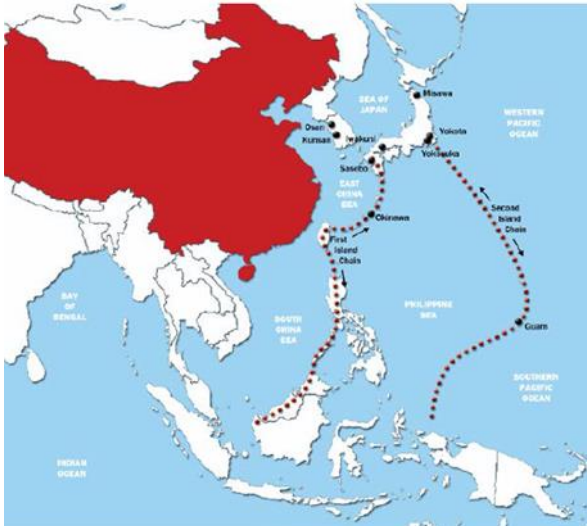 SEA OF
JAPAN
Misawa
WESTERN
PACIFIC
OCEAN
Osan
Kunsan
Iwakuni
Yokota
Yokosuka
Sasebo
EAST
CHINA
SEA
Okinawa
Second
Island
Chain
First
Island
Chain
BAY
OF
BENGAL
SOUTH
CHINA
SEA
PHILIPPINE
SEA
Guam
SOUTHERN
PACIFIC
OCEAN
INDIAN
OCEAN